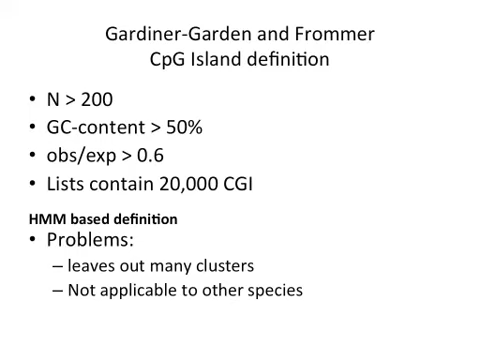 Gardiner-Garden and Frommer
CpG Island definition
• N > 200
• GC-content > 50%
• obs/exp > 0.6
• Lists contain 20,000 CGI
HMM based definition
• Problems:
– leaves out many clusters
– Not applicable to other species